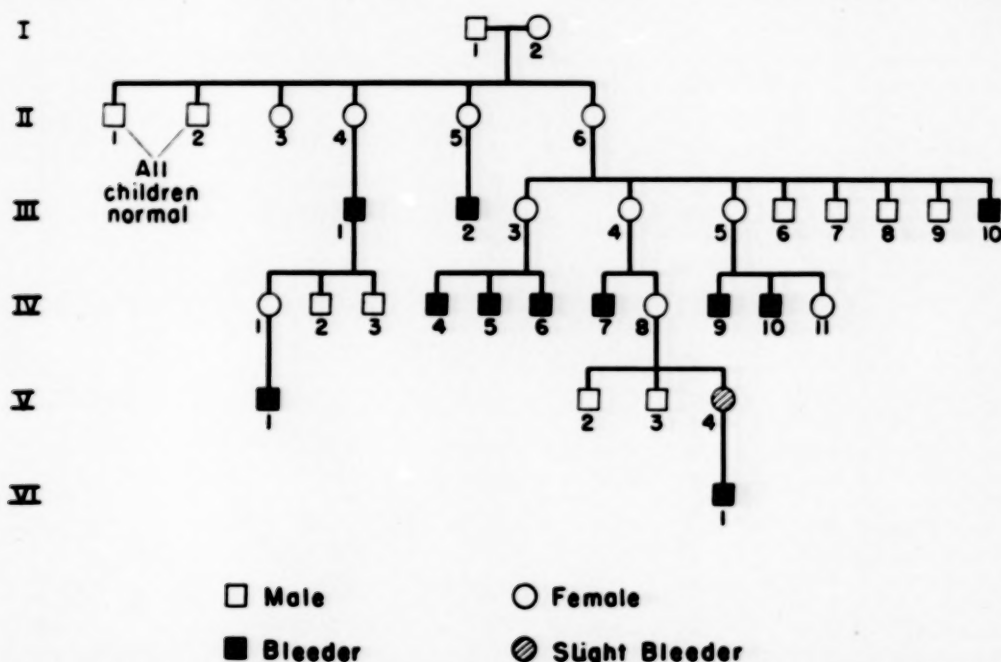 I
1 2
II
1 2 3 4 5 6
All
children
normal
III
1 2 3 4 5 6 7 8 9 10
IV
1 2 3 4 5 6 7 8 9 10 11
V
1 2 3 4
VI
1
Male Female
Bleeder Slight Bleeder